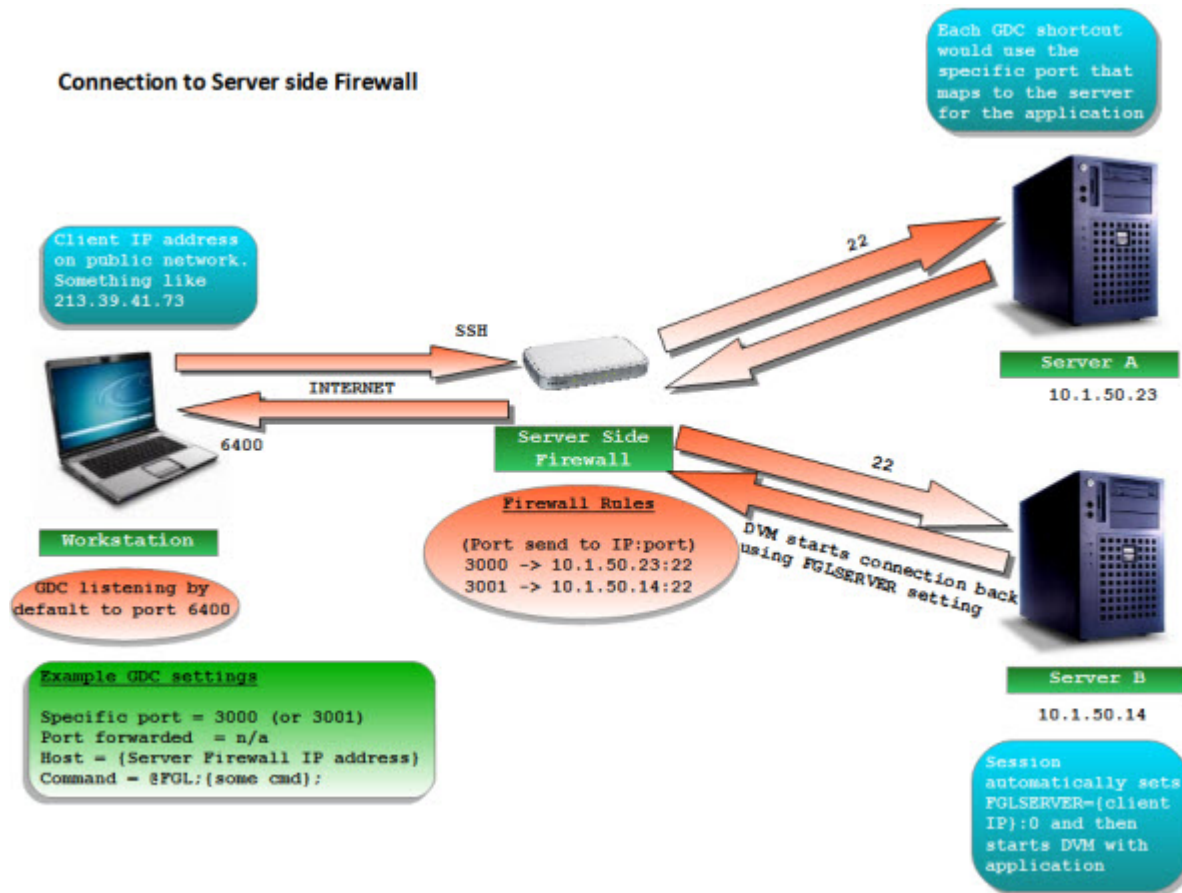 Connection to Server side Firewall
Each GDC shortcut
would use the
specific port that
maps to the server
for the application
Client IP address
on public network.
Something like
213.39.41.73
22
SSH
INTERNET
6400
Server A
10.1.50.23
Server Side
Firewall
22
Firewall Rules
(Port send to IP:port)
3000 -> 10.1.50.23:22
3001 -> 10.1.50.14:22
DVM starts connection back
using FGLSERVER setting
Workstation
GDC listening by
default to port 6400
Example GDC settings
Specific port = 3000 (or 3001)
Port forwarded = n/a
Host = {Server Firewall IP address}
Command = @FGL;{some cmd};
Server B
10.1.50.14
Session
automatically sets
FGLSERVER={client
IP}:0 and then
starts DVM with
application